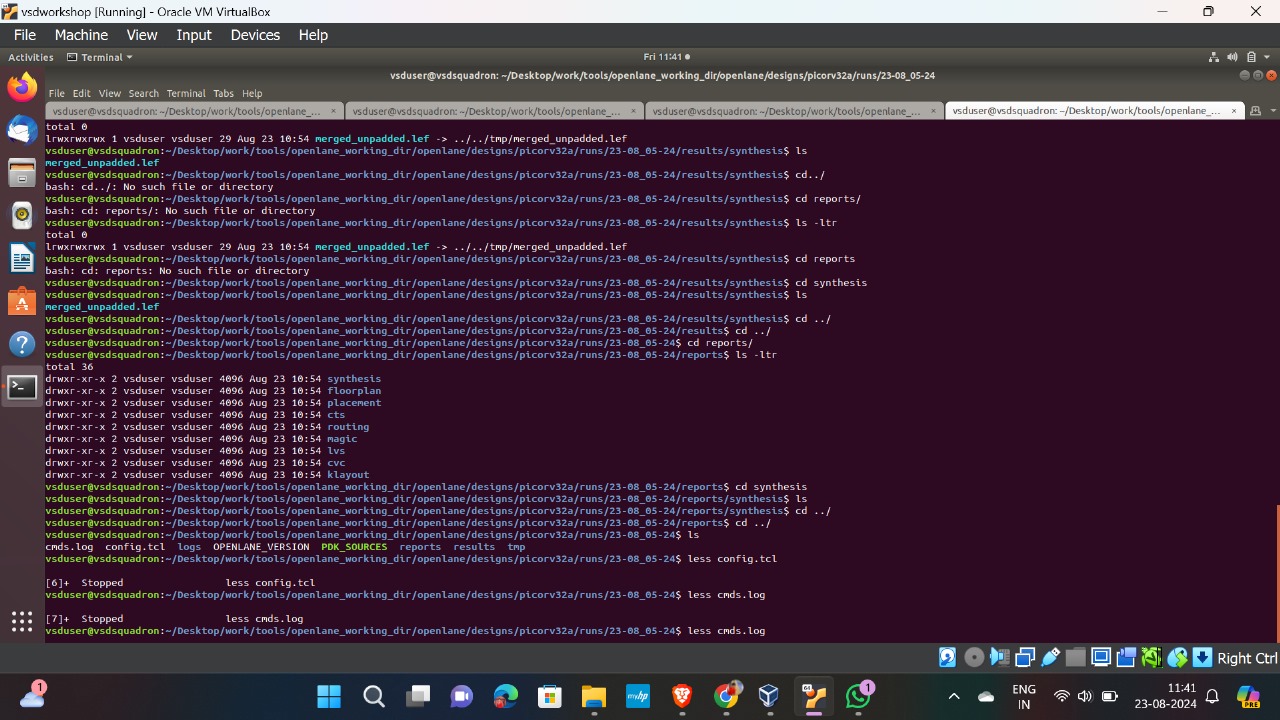 vsdworkshop [Running] - Oracle VM VirtualBox
File Machine View Input Devices Help
Activities Terminal Fri 11:41
vsduser@vsdsquadron: ~/Desktop/work/tools/openlane_working_dir/openlane/designs/picorv32a/runs/23-08_05-24
File Edit View Search Terminal Tabs Help
vsduser@vsdsquadron: ~/Desktop/work/tools/openlane_... vsduser@vsdsquadron: ~/Desktop/work/tools/openlane_... vsduser@vsdsquadron: ~/Desktop/work/tools/openlane_... vsduser@vsdsquadron: ~/Desktop/work/tools/openlane_...
total 0
lrwxrwxrwx 1 vsduser vsduser 29 Aug 23 10:54 merged_unpadded.lef -> ../../tmp/merged_unpadded.lef
vsduser@vsdsquadron:~/Desktop/work/tools/openlane_working_dir/openlane/designs/picorv32a/runs/23-08_05-24/results/synthesis$ ls
merged_unpadded.lef
vsduser@vsdsquadron:~/Desktop/work/tools/openlane_working_dir/openlane/designs/picorv32a/runs/23-08_05-24/results/synthesis$ cd../
bash: cd../: No such file or directory
vsduser@vsdsquadron:~/Desktop/work/tools/openlane_working_dir/openlane/designs/picorv32a/runs/23-08_05-24/results/synthesis$ cd reports/
bash: cd: reports/: No such file or directory
vsduser@vsdsquadron:~/Desktop/work/tools/openlane_working_dir/openlane/designs/picorv32a/runs/23-08_05-24/results/synthesis$ ls -ltr
total 0
lrwxrwxrwx 1 vsduser vsduser 29 Aug 23 10:54 merged_unpadded.lef -> ../../tmp/merged_unpadded.lef
vsduser@vsdsquadron:~/Desktop/work/tools/openlane_working_dir/openlane/designs/picorv32a/runs/23-08_05-24/results/synthesis$ cd reports
bash: cd: reports: No such file or directory
vsduser@vsdsquadron:~/Desktop/work/tools/openlane_working_dir/openlane/designs/picorv32a/runs/23-08_05-24/results/synthesis$ cd synthesis
vsduser@vsdsquadron:~/Desktop/work/tools/openlane_working_dir/openlane/designs/picorv32a/runs/23-08_05-24/results/synthesis$ ls
merged_unpadded.lef
vsduser@vsdsquadron:~/Desktop/work/tools/openlane_working_dir/openlane/designs/picorv32a/runs/23-08_05-24/results/synthesis$ cd ../
vsduser@vsdsquadron:~/Desktop/work/tools/openlane_working_dir/openlane/designs/picorv32a/runs/23-08_05-24/results$ cd ../
vsduser@vsdsquadron:~/Desktop/work/tools/openlane_working_dir/openlane/designs/picorv32a/runs/23-08_05-24$ cd reports/
vsduser@vsdsquadron:~/Desktop/work/tools/openlane_working_dir/openlane/designs/picorv32a/runs/23-08_05-24/reports$ ls -ltr
total 36
drwxr-xr-x 2 vsduser vsduser 4096 Aug 23 10:54 synthesis
drwxr-xr-x 2 vsduser vsduser 4096 Aug 23 10:54 floorplan
drwxr-xr-x 2 vsduser vsduser 4096 Aug 23 10:54 placement
drwxr-xr-x 2 vsduser vsduser 4096 Aug 23 10:54 cts
drwxr-xr-x 2 vsduser vsduser 4096 Aug 23 10:54 routing
drwxr-xr-x 2 vsduser vsduser 4096 Aug 23 10:54 magic
drwxr-xr-x 2 vsduser vsduser 4096 Aug 23 10:54 lvs
drwxr-xr-x 2 vsduser vsduser 4096 Aug 23 10:54 cvc
drwxr-xr-x 2 vsduser vsduser 4096 Aug 23 10:54 klayout
vsduser@vsdsquadron:~/Desktop/work/tools/openlane_working_dir/openlane/designs/picorv32a/runs/23-08_05-24/reports$ cd synthesis
vsduser@vsdsquadron:~/Desktop/work/tools/openlane_working_dir/openlane/designs/picorv32a/runs/23-08_05-24/reports/synthesis$ ls
vsduser@vsdsquadron:~/Desktop/work/tools/openlane_working_dir/openlane/designs/picorv32a/runs/23-08_05-24/reports/synthesis$ cd ../
vsduser@vsdsquadron:~/Desktop/work/tools/openlane_working_dir/openlane/designs/picorv32a/runs/23-08_05-24/reports$ cd ../
vsduser@vsdsquadron:~/Desktop/work/tools/openlane_working_dir/openlane/designs/picorv32a/runs/23-08_05-24$ ls
cmds.log config.tcl logs OPENLANE_VERSION PDK_SOURCES reports results tmp
vsduser@vsdsquadron:~/Desktop/work/tools/openlane_working_dir/openlane/designs/picorv32a/runs/23-08_05-24$ less config.tcl
[6]+ Stopped less config.tcl
vsduser@vsdsquadron:~/Desktop/work/tools/openlane_working_dir/openlane/designs/picorv32a/runs/23-08_05-24$ less cmds.log
[7]+ Stopped less cmds.log
vsduser@vsdsquadron:~/Desktop/work/tools/openlane_working_dir/openlane/designs/picorv32a/runs/23-08_05-24$ less cmds.log
Right Ctrl
1
myhp
64
1
ENG
IN
11:41
23-08-2024
PRE